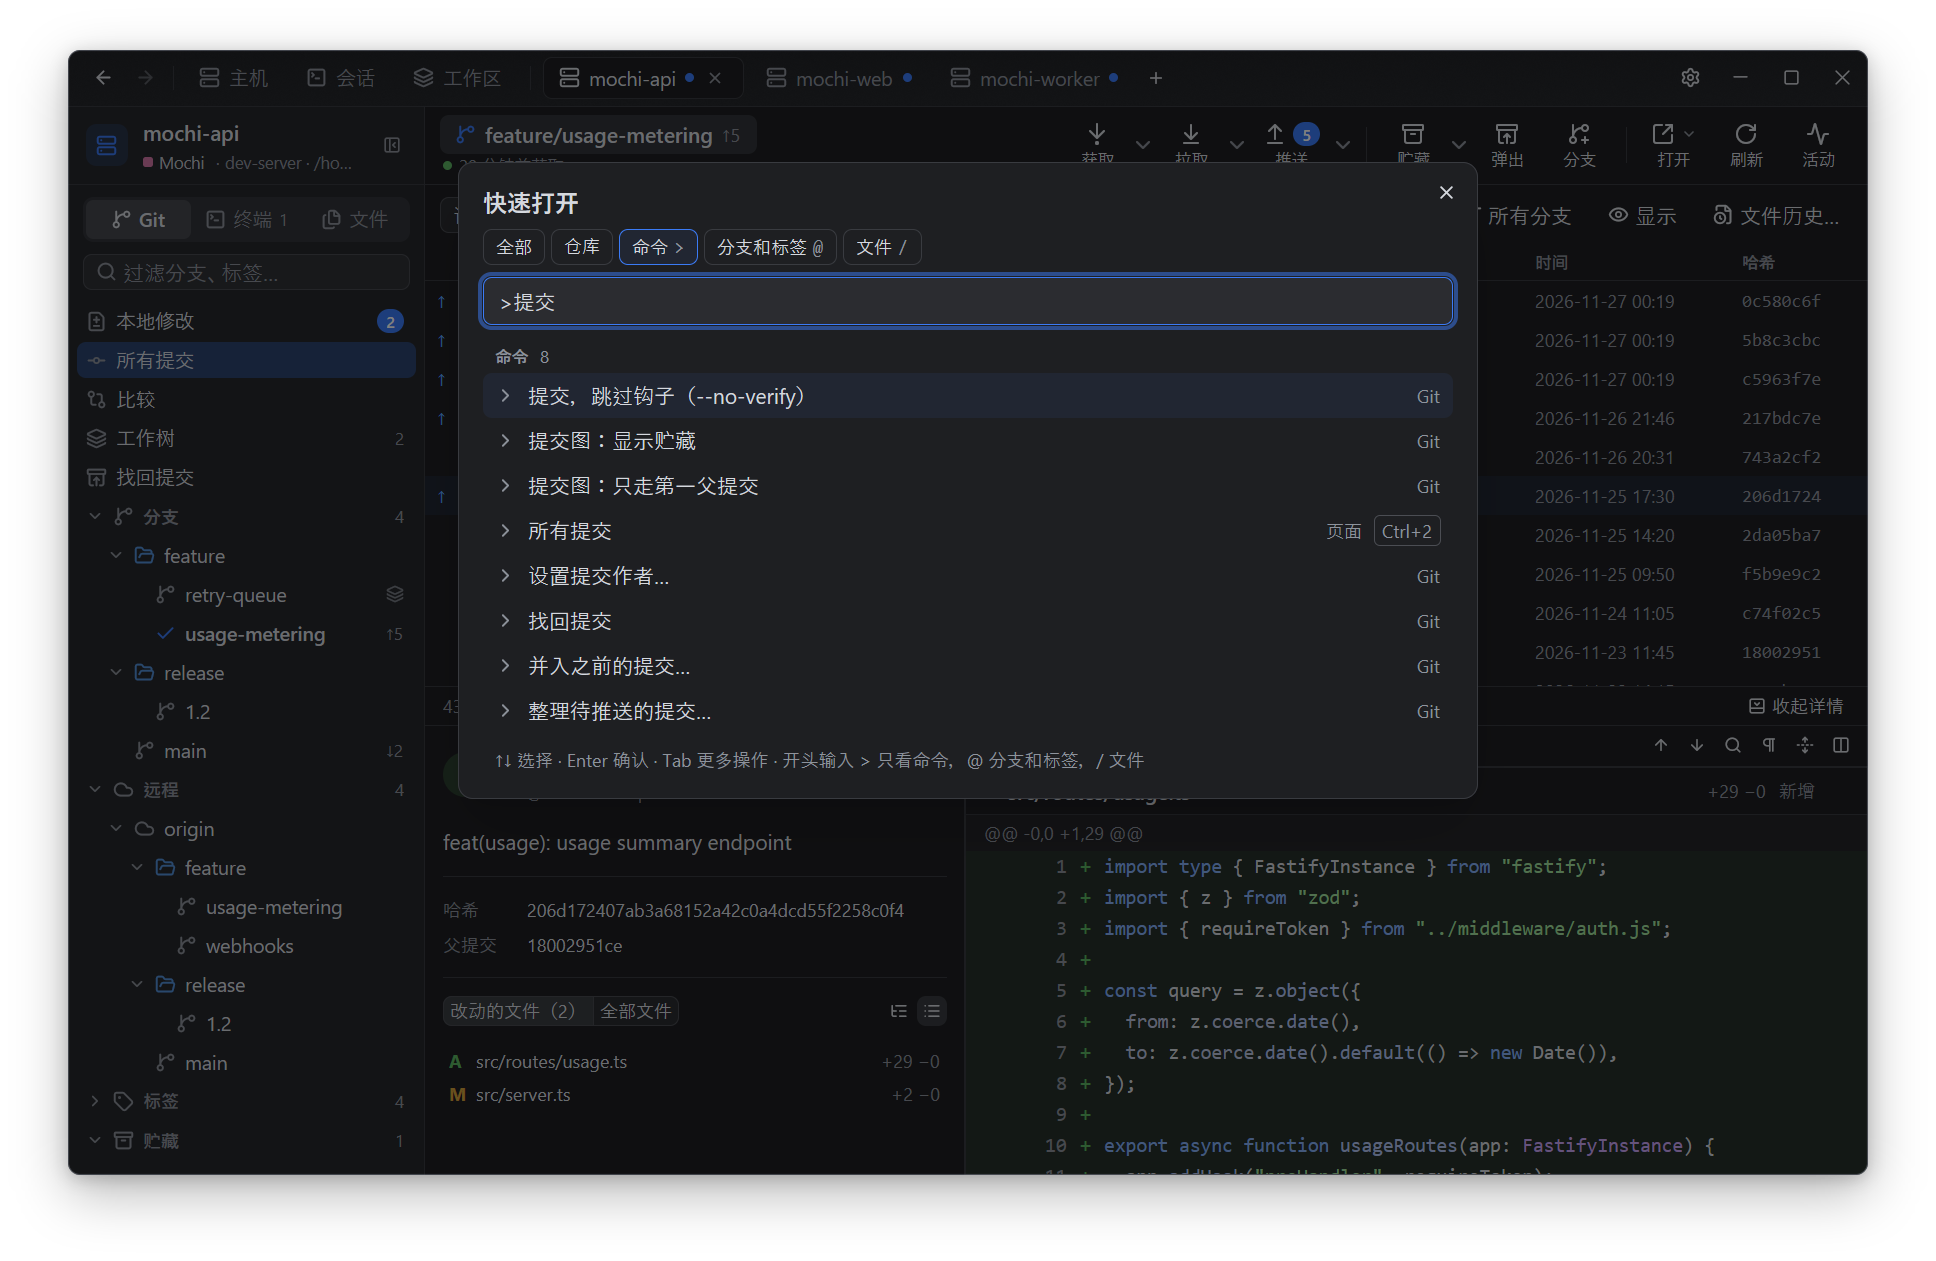 主机 会话 工作区 mochi-api mochi-web mochi-worker
mochi-api
Mochi · dev-server · /ho...
feature/usage-metering ↑5
获取 拉取 推送 5 贮藏 弹出 分支 打开 刷新 活动
Git 终端 1 文件
过滤分支、标签...
本地修改 2
所有提交
比较
工作树 2
找回提交
分支 4
feature
retry-queue
usage-metering ↑5
release
1.2
main ↓2
远程 4
origin
feature
usage-metering
webhooks
release
1.2
main
标签 4
贮藏 1
快速打开
全部 仓库 命令 > 分支和标签 @ 文件 /
>提交
命令 8
提交，跳过钩子（--no-verify） Git
提交图：显示贮藏 Git
提交图：只走第一父提交 Git
所有提交 页面 Ctrl+2
设置提交作者... Git
找回提交 Git
并入之前的提交... Git
整理待推送的提交... Git
↑↓ 选择 · Enter 确认 · Tab 更多操作 · 开头输入 > 只看命令，@ 分支和标签，/ 文件
所有分支 显示 文件历史...
时间 哈希
2026-11-27 00:19 0c580c6f
2026-11-27 00:19 5b8c3cbc
2026-11-27 00:19 c5963f7e
2026-11-26 21:46 217bdc7e
2026-11-26 20:31 743a2cf2
2026-11-25 17:30 206d1724
2026-11-25 14:20 2da05ba7
2026-11-25 09:50 f5b9e9c2
2026-11-24 11:05 c74f02c5
2026-11-23 11:45 18002951
收起详情
feat(usage): usage summary endpoint
哈希 206d172407ab3a68152a42c0a4dcd55f2258c0f4
父提交 18002951ce
改动的文件（2） 全部文件
A src/routes/usage.ts +29 −0
M src/server.ts +2 −0
src/routes/usage.ts +29 −0 新增
@@ -0,0 +1,29 @@
1 + import type { FastifyInstance } from "fastify";
2 + import { z } from "zod";
3 + import { requireToken } from "../middleware/auth.js";
4 +
5 + const query = z.object({
6 + from: z.coerce.date(),
7 + to: z.coerce.date().default(() => new Date()),
8 + });
9 +
10 + export async function usageRoutes(app: FastifyInstance) {